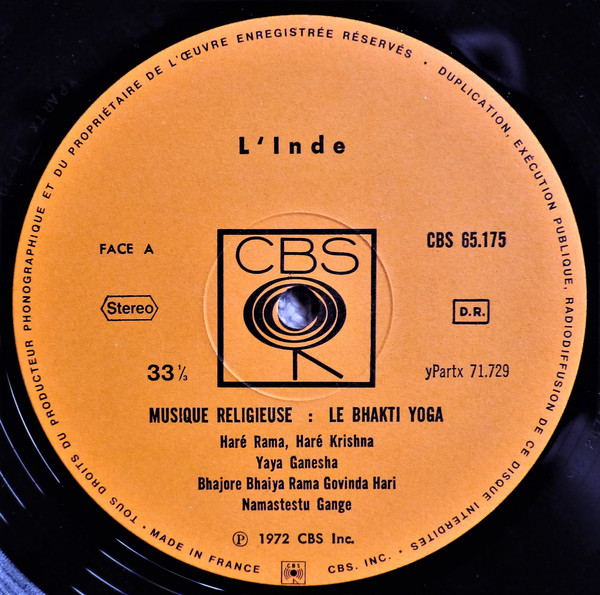 L'Inde
FACE A
CBS
CBS 65.175
Stereo
D.R.
33 ⅓
yPartx 71.729
MUSIQUE RELIGIEUSE : LE BHAKTI YOGA
Haré Rama, Haré Krishna
Yaya Ganesha
Bhajore Bhaiya Rama Govinda Hari
Namastestu Gange
℗ 1972 CBS Inc.
• TOUS DROITS DU PRODUCTEUR PHONOGRAPHIQUE ET DU PROPRIÉTAIRE DE L'ŒUVRE ENREGISTRÉE RÉSERVÉS • DUPLICATION, EXÉCUTION PUBLIQUE, RADIODIFFUSION DE CE DISQUE INTERDITES •
MADE IN FRANCE
CBS
CBS. INC. •